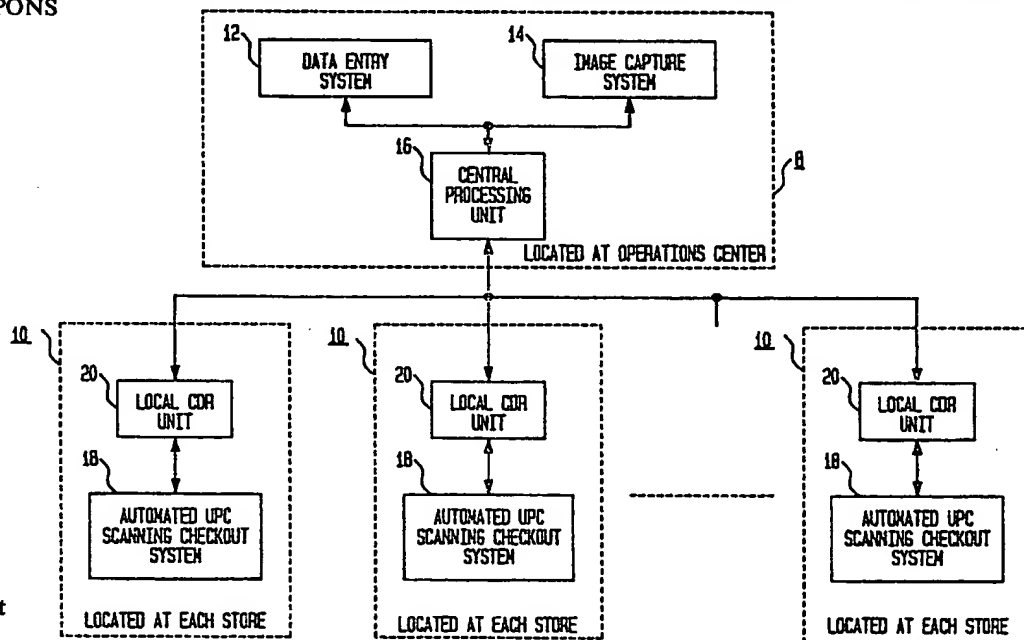 PONS
12
DATA ENTRY
SYSTEM
14
IMAGE CAPTURE
SYSTEM
16
CENTRAL
PROCESSING
UNIT
8
LOCATED AT OPERATIONS CENTER
10
20
LOCAL CDR
UNIT
18
AUTOMATED UPC
SCANNING CHECKOUT
SYSTEM
LOCATED AT EACH STORE
10
20
LOCAL CDR
UNIT
18
AUTOMATED UPC
SCANNING CHECKOUT
SYSTEM
LOCATED AT EACH STORE
10
20
LOCAL CDR
UNIT
18
AUTOMATED UPC
SCANNING CHECKOUT
SYSTEM
LOCATED AT EACH STORE
t